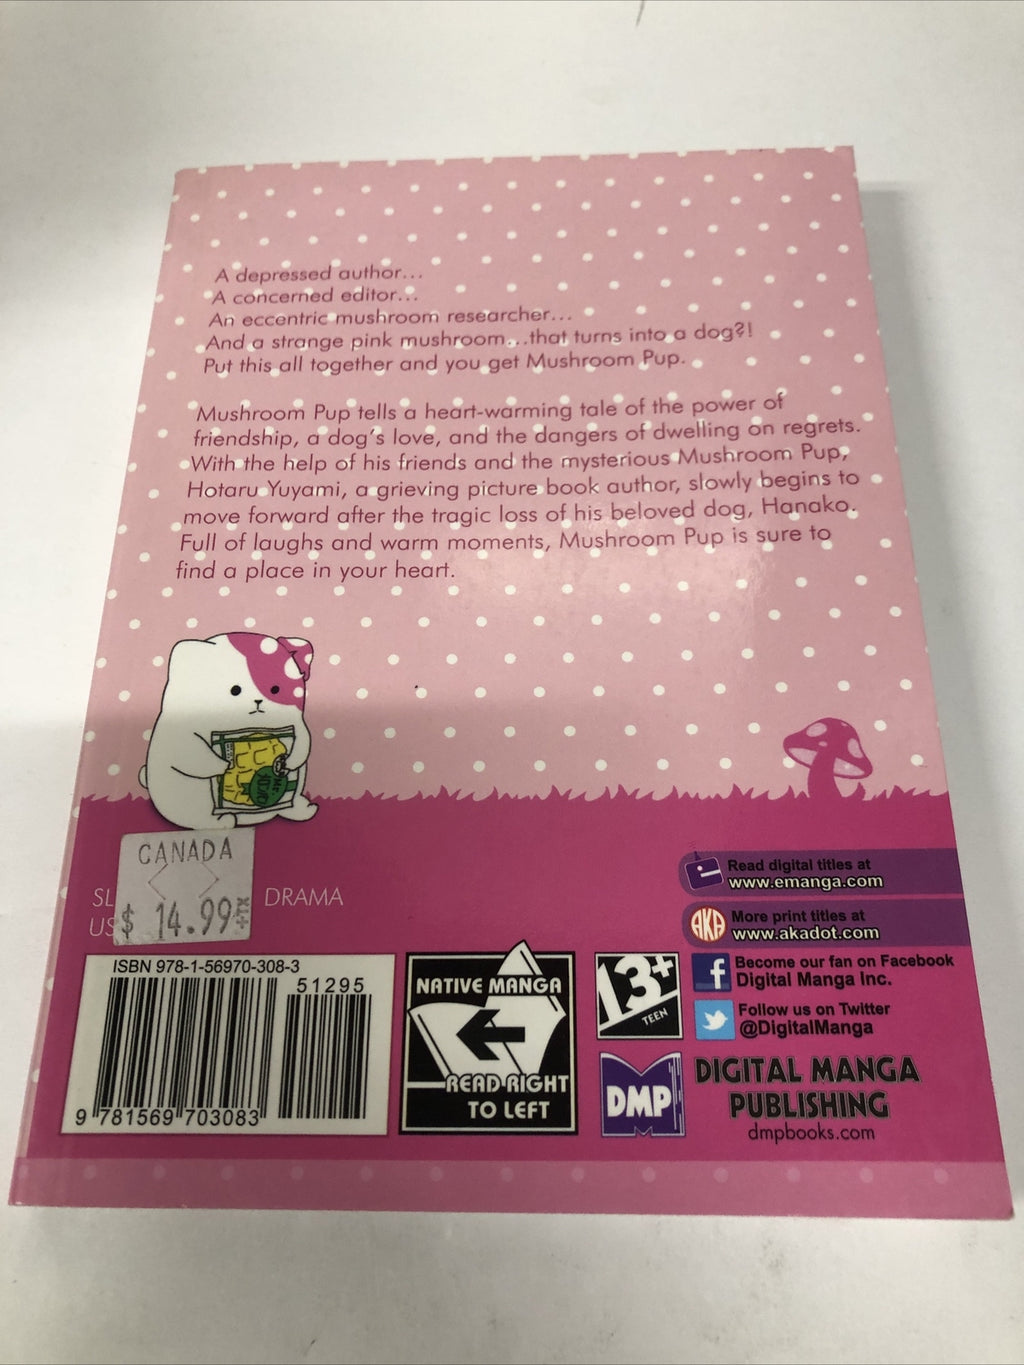 A depressed author...
A concerned editor...
An eccentric mushroom researcher...
And a strange pink mushroom...that turns into a dog?!
Put this all together and you get Mushroom Pup.
Mushroom Pup tells a heart-warming tale of the power of
friendship, a dog's love, and the dangers of dwelling on regrets.
With the help of his friends and the mysterious Mushroom Pup,
Hotaru Yuyami, a grieving picture book author, slowly begins to
move forward after the tragic loss of his beloved dog, Hanako.
Full of laughs and warm moments, Mushroom Pup is sure to
find a place in your heart.
CANADA
$ 14.99 +TX
SL DRAMA
US
ISBN 978-1-56970-308-3
51295
9 781569 703083
NATIVE MANGA
READ RIGHT
TO LEFT
13+
TEEN
Read digital titles at
www.emanga.com
AKA
More print titles at
www.akadot.com
f
Become our fan on Facebook
Digital Manga Inc.
Follow us on Twitter
@DigitalManga
DMP
DIGITAL MANGA
PUBLISHING
dmpbooks.com